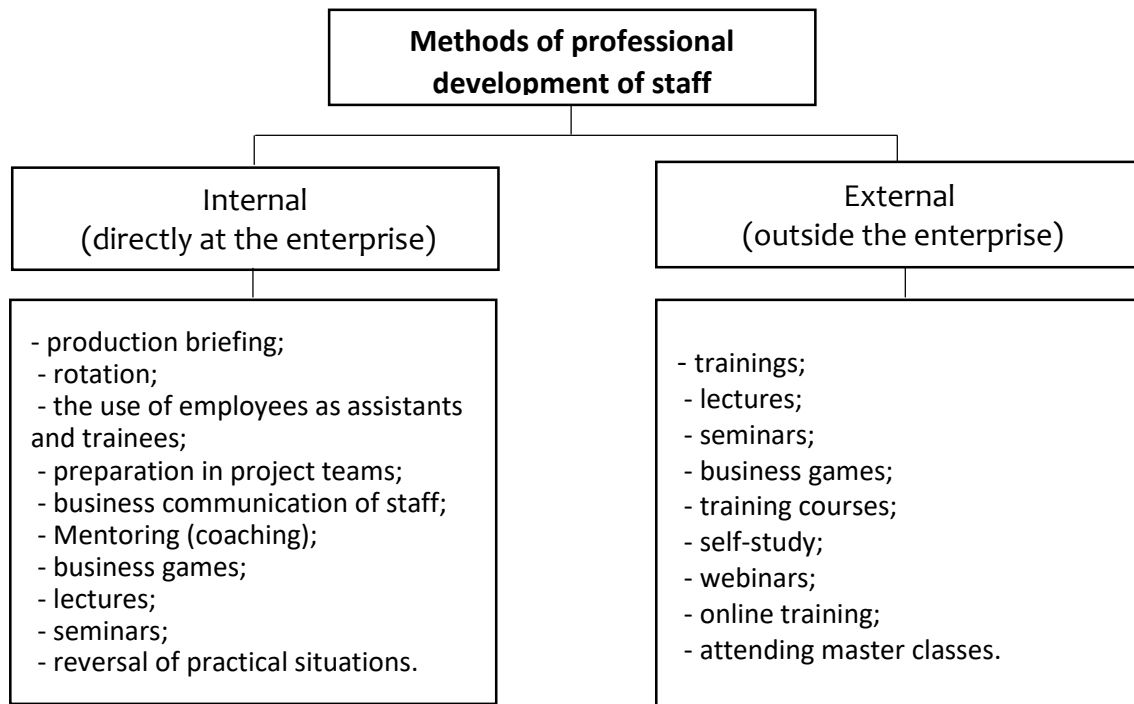 Methods of professional
development of staff
Internal
(directly at the enterprise)
External
(outside the enterprise)
- production briefing;
- rotation;
- the use of employees as assistants
and trainees;
- preparation in project teams;
- business communication of staff;
- Mentoring (coaching);
- business games;
- lectures;
- seminars;
- reversal of practical situations.
- trainings;
- lectures;
- seminars;
- business games;
- training courses;
- self-study;
- webinars;
- online training;
- attending master classes.